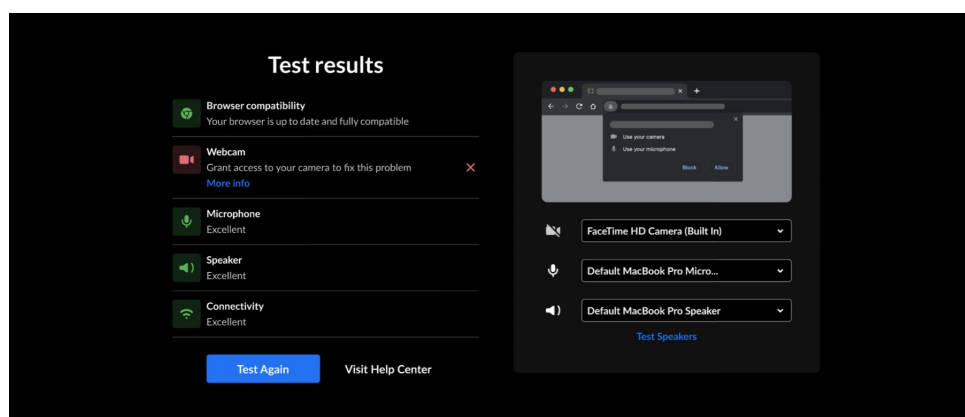 Test results
Browser compatibility
Your browser is up to date and fully compatible
Webcam
Grant access to your camera to fix this problem
More info
Microphone
Excellent
Speaker
Excellent
Connectivity
Excellent
Test Again
Visit Help Center
Use your camera
Use your microphone
Block Allow
FaceTime HD Camera (Built In)
Default MacBook Pro Micro...
Default MacBook Pro Speaker
Test Speakers